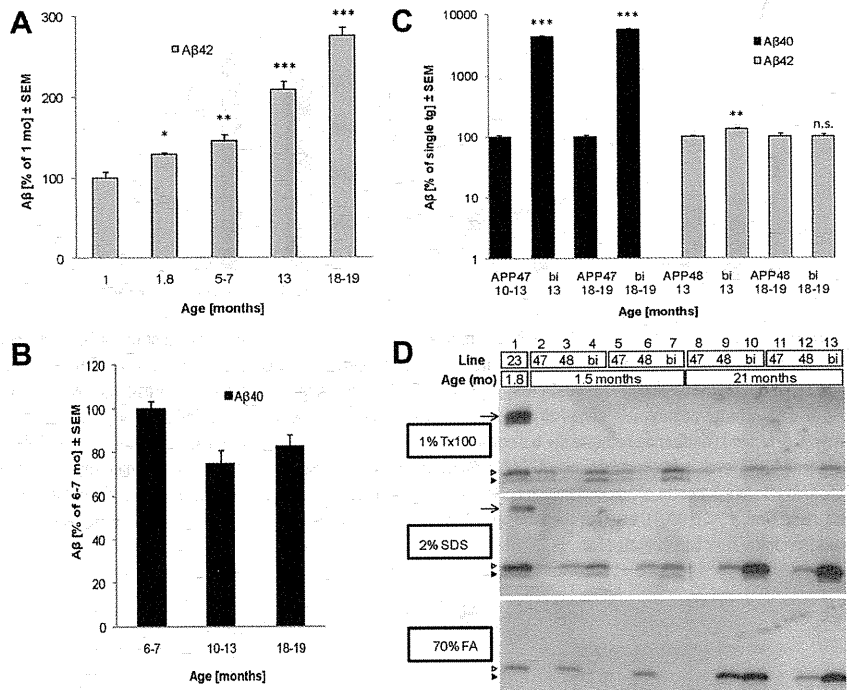 A
Aβ [% of 1 mo] ± SEM
300
200
100
0
Aβ42
*
**
***
***
1
1.8
5-7
13
18-19
Age [months]
B
Aβ [% of 6-7 mo] ± SEM
120
100
80
60
40
20
0
Aβ40
6-7
10-13
18-19
Age [months]
C
Aβ [% of single tg] ± SEM
10000
1000
100
10
1
***
***
**
n.s.
Aβ40
Aβ42
APP47 bi APP47 bi APP48 bi APP48 bi
10-13 13 18-19 18-19 13 13 18-19 18-19
Age [months]
D
1 2 3 4 5 6 7 8 9 10 11 12 13
Line 23 47 48 bi 47 48 bi 47 48 bi 47 48 bi
Age (mo) 1.8 1.5 months 21 months
1% Tx100
2% SDS
70% FA